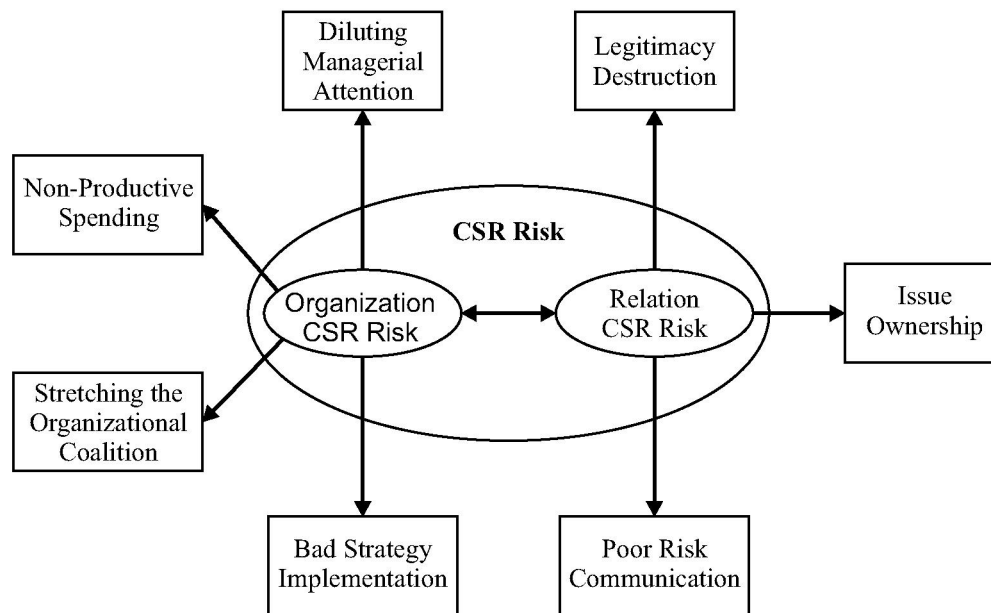 Diluting
Managerial
Attention
Legitimacy
Destruction
Non-Productive
Spending
CSR Risk
Organization
CSR Risk
Relation
CSR Risk
Issue
Ownership
Stretching the
Organizational
Coalition
Bad Strategy
Implementation
Poor Risk
Communication